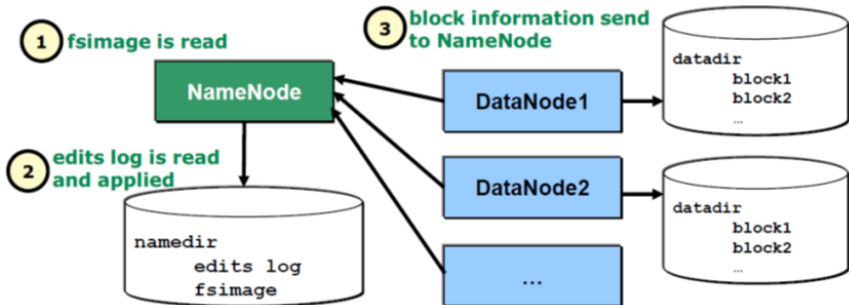 1 fsimage is read
NameNode
2 edits log is read
and applied
namedir
edits log
fsimage
3 block information send
to NameNode
DataNode1
datadir
block1
block2
…
DataNode2
datadir
block1
block2
…
...